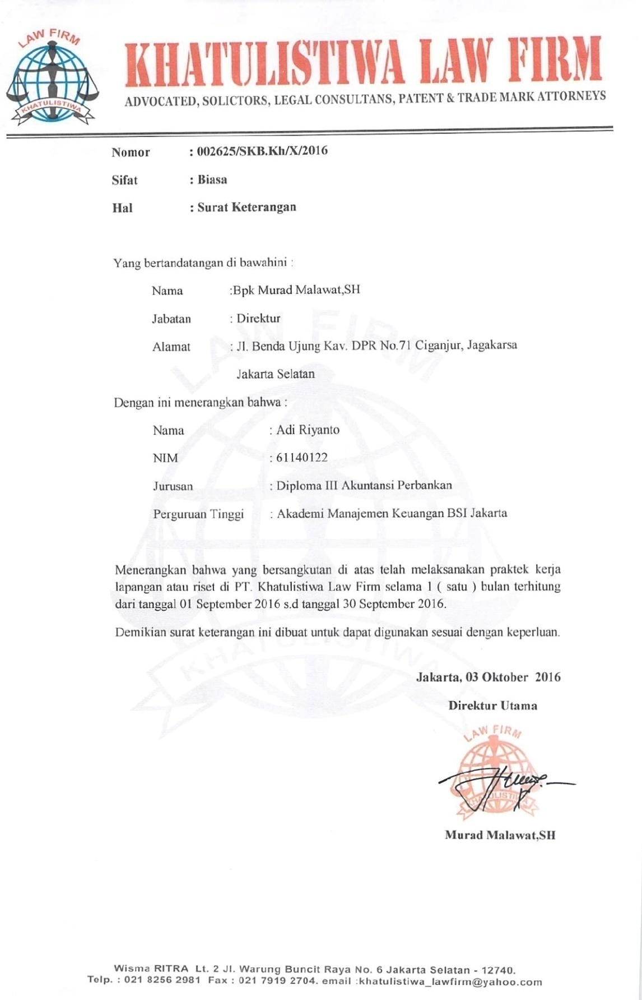 LAW FIRM
KHATULISTIWA
KHATULISTIWA LAW FIRM
ADVOCATED, SOLICTORS, LEGAL CONSULTANS, PATENT & TRADE MARK ATTORNEYS
Nomor : 002625/SKB.Kh/X/2016
Sifat : Biasa
Hal : Surat Keterangan
Yang bertandatangan di bawahini :
Nama :Bpk Murad Malawat,SH
Jabatan : Direktur
Alamat : Jl. Benda Ujung Kav. DPR No.71 Ciganjur, Jagakarsa
Jakarta Selatan
Dengan ini menerangkan bahwa :
Nama : Adi Riyanto
NIM : 61140122
Jurusan : Diploma III Akuntansi Perbankan
Perguruan Tinggi : Akademi Manajemen Keuangan BSI Jakarta
Menerangkan bahwa yang bersangkutan di atas telah melaksanakan praktek kerja
lapangan atau riset di PT. Khatulistiwa Law Firm selama 1 ( satu ) bulan terhitung
dari tanggal 01 September 2016 s.d tanggal 30 September 2016.
Demikian surat keterangan ini dibuat untuk dapat digunakan sesuai dengan keperluan.
LAW FIRM
KHATULISTIWA
Jakarta, 03 Oktober 2016
Direktur Utama
LAW FIRM
KHATULISTIWA
Murad Malawat,SH
Wisma RITRA Lt. 2 Jl. Warung Buncit Raya No. 6 Jakarta Selatan - 12740.
Telp. : 021 8256 2981 Fax : 021 7919 2704. email :khatulistiwa_lawfirm@yahoo.com